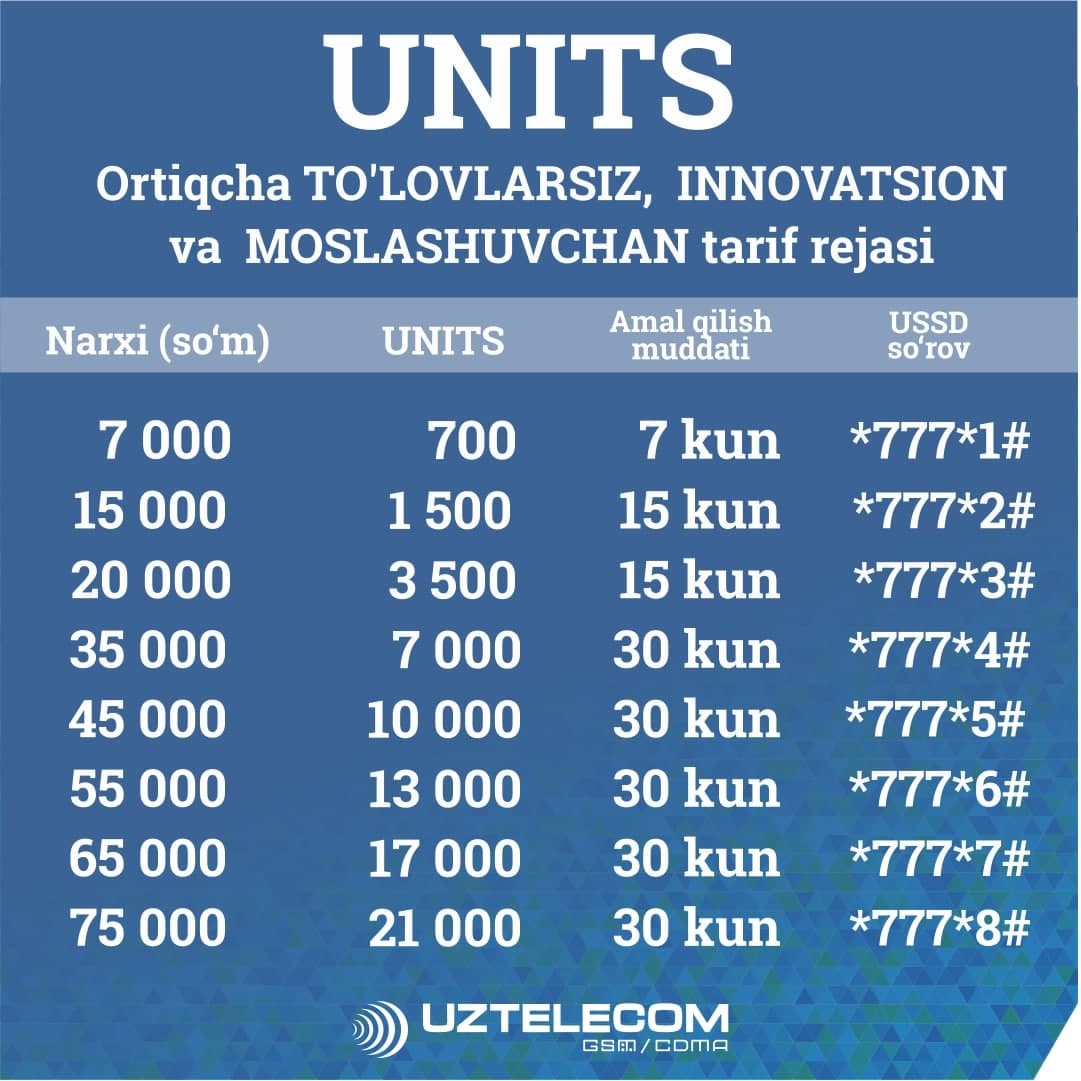 UNITS
Ortiqcha TO'LOVLARSIZ, INNOVATSION
va MOSLASHUVCHAN tarif rejasi
Narxi (so‘m) UNITS Amal qilish muddati USSD so‘rov
7 000 700 7 kun *777*1#
15 000 1 500 15 kun *777*2#
20 000 3 500 15 kun *777*3#
35 000 7 000 30 kun *777*4#
45 000 10 000 30 kun *777*5#
55 000 13 000 30 kun *777*6#
65 000 17 000 30 kun *777*7#
75 000 21 000 30 kun *777*8#
UZTELECOM
GSM/CDMA